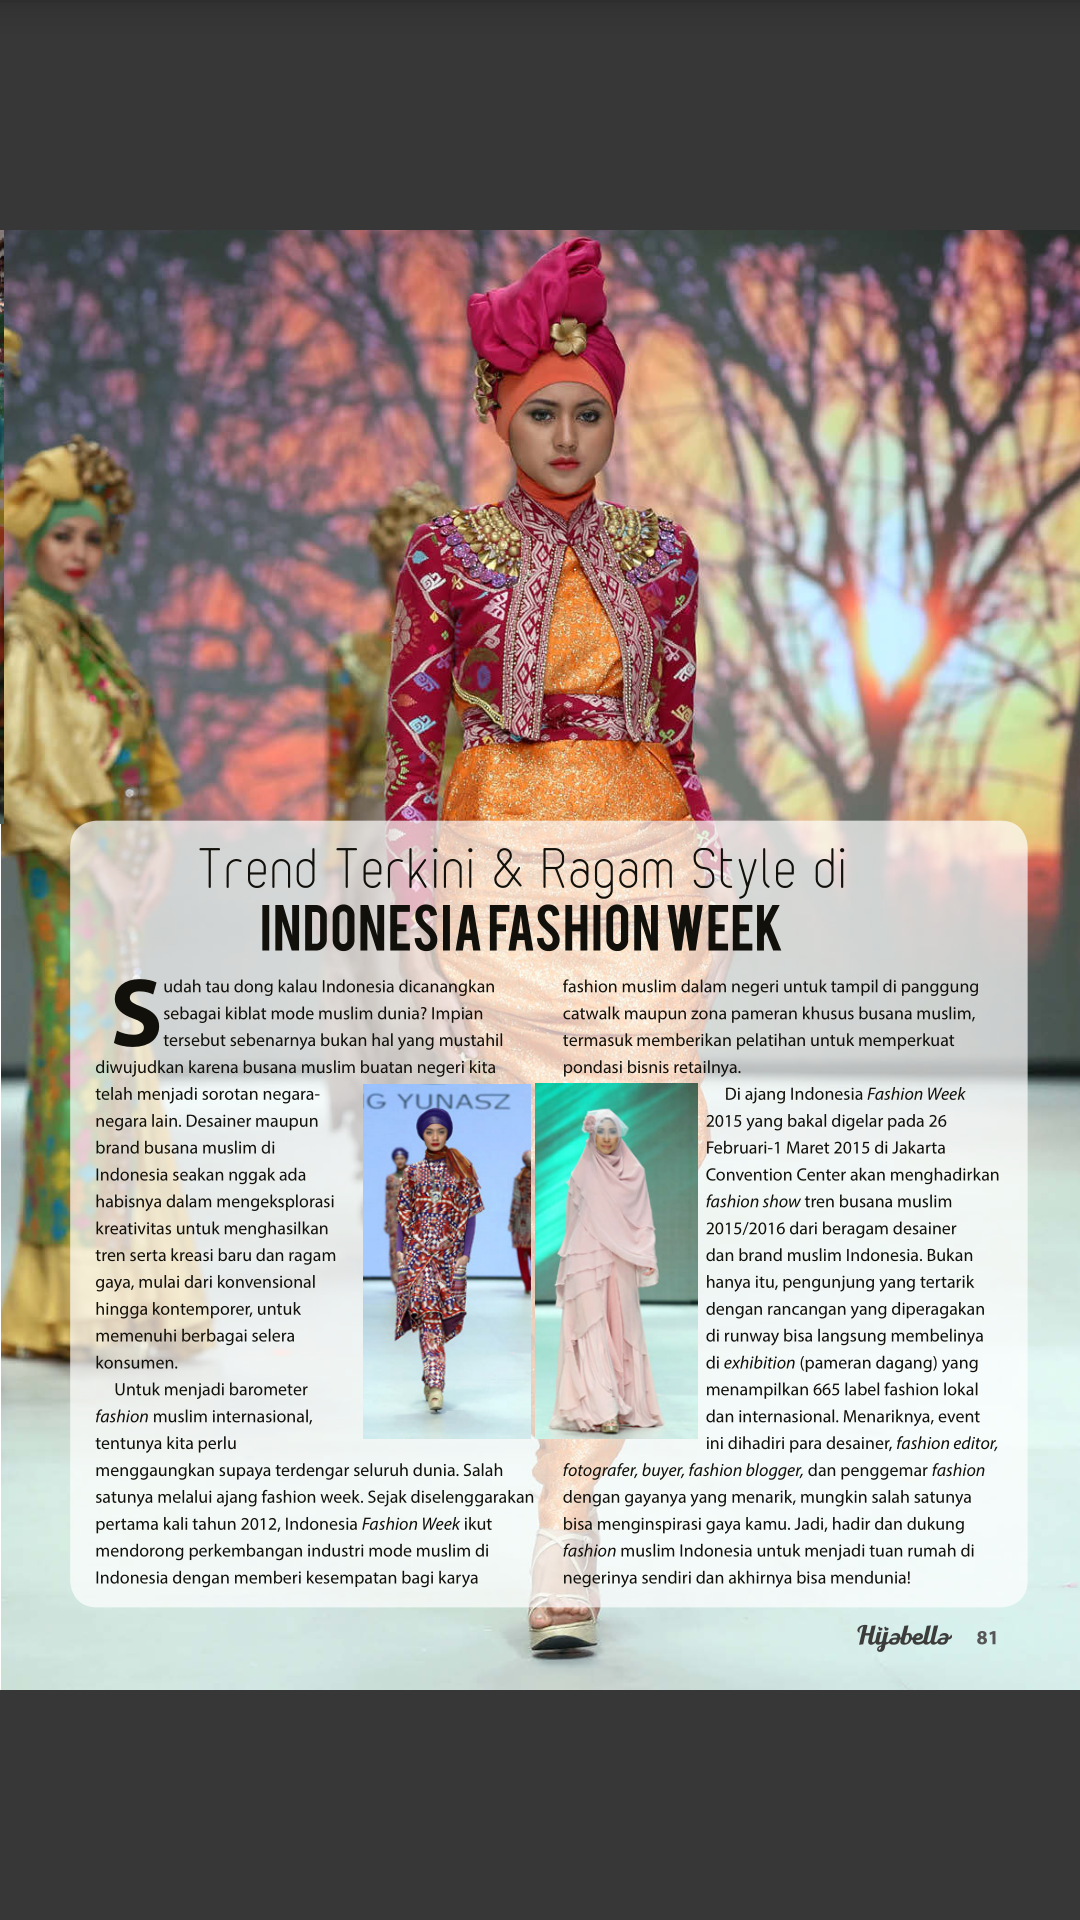 Trend Terkini & Ragam Style di
INDONESIA FASHION WEEK
Sudah tau dong kalau Indonesia dicanangkan
sebagai kiblat mode muslim dunia? Impian
tersebut sebenarnya bukan hal yang mustahil
diwujudkan karena busana muslim buatan negeri kita
telah menjadi sorotan negara-
negara lain. Desainer maupun
brand busana muslim di
Indonesia seakan nggak ada
habisnya dalam mengeksplorasi
kreativitas untuk menghasilkan
tren serta kreasi baru dan ragam
gaya, mulai dari konvensional
hingga kontemporer, untuk
memenuhi berbagai selera
konsumen.
Untuk menjadi barometer
fashion muslim internasional,
tentunya kita perlu
menggaungkan supaya terdengar seluruh dunia. Salah
satunya melalui ajang fashion week. Sejak diselenggarakan
pertama kali tahun 2012, Indonesia Fashion Week ikut
mendorong perkembangan industri mode muslim di
Indonesia dengan memberi kesempatan bagi karya
fashion muslim dalam negeri untuk tampil di panggung
catwalk maupun zona pameran khusus busana muslim,
termasuk memberikan pelatihan untuk memperkuat
pondasi bisnis retailnya.
Di ajang Indonesia Fashion Week
2015 yang bakal digelar pada 26
Februari-1 Maret 2015 di Jakarta
Convention Center akan menghadirkan
fashion show tren busana muslim
2015/2016 dari beragam desainer
dan brand muslim Indonesia. Bukan
hanya itu, pengunjung yang tertarik
dengan rancangan yang diperagakan
di runway bisa langsung membelinya
di exhibition (pameran dagang) yang
menampilkan 665 label fashion lokal
dan internasional. Menariknya, event
ini dihadiri para desainer, fashion editor,
fotografer, buyer, fashion blogger, dan penggemar fashion
dengan gayanya yang menarik, mungkin salah satunya
bisa menginspirasi gaya kamu. Jadi, hadir dan dukung
fashion muslim Indonesia untuk menjadi tuan rumah di
negerinya sendiri dan akhirnya bisa mendunia!
G YUNASZ
Hijabella 81